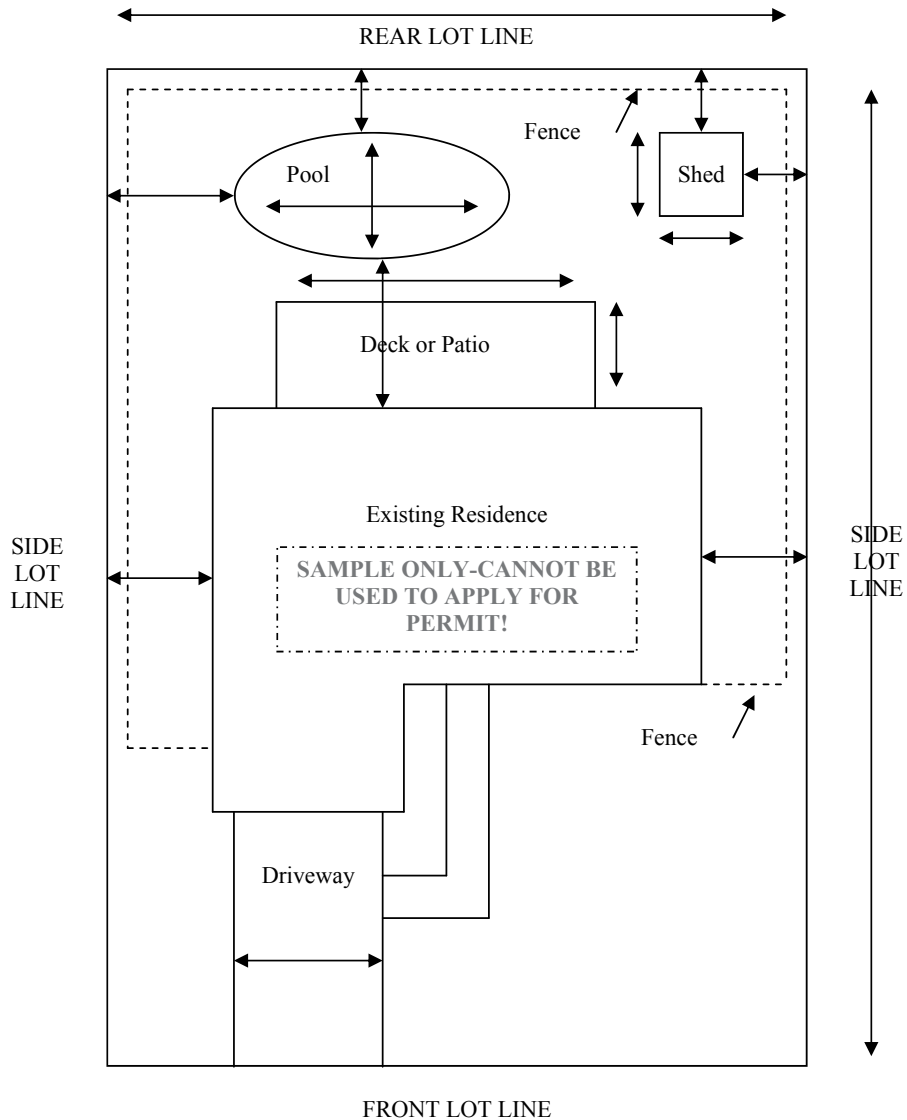 REAR LOT LINE
Fence
Pool
Shed
Deck or Patio
Existing Residence
SIDE
LOT
LINE
SAMPLE ONLY-CANNOT BE
USED TO APPLY FOR
PERMIT!
SIDE
LOT
LINE
Fence
Driveway
FRONT LOT LINE